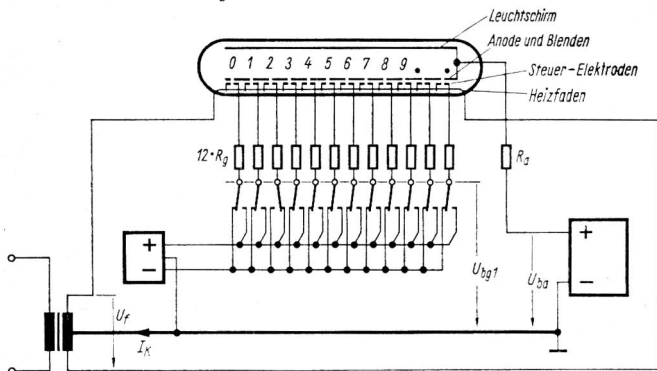 Leuchtschirm
Anode und Blenden
Steuer-Elektroden
Heizfaden
0 1 2 3 4 5 6 7 8 9
12·Rg
Ra
+
−
+
−
Ubg1
Uba
Uf
IK